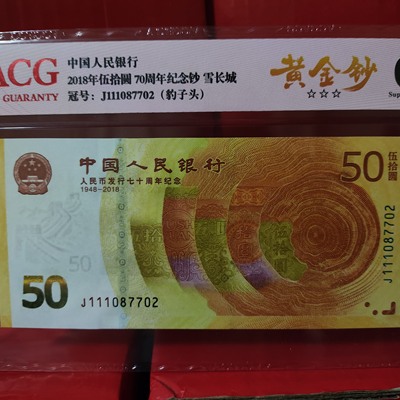 ACG
GUARANTY
中国人民银行
2018年伍拾圆 70周年纪念钞 雪长城
冠号：J111087702（豹子头）
黄金钞
☆☆☆
Sup
中国人民银行
人民币发行七十周年纪念
1948-2018
50
伍拾圆
50
50
J111087702
J111087702